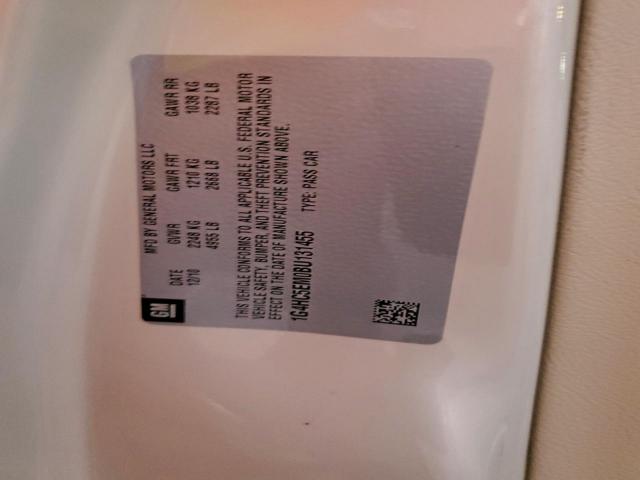 GM
MFD BY GENERAL MOTORS LLC
DATE GVWR GAWR FRT GAWR RR
12/10 2248 KG 1210 KG 1038 KG
4955 LB 2668 LB 2287 LB
THIS VEHICLE CONFORMS TO ALL APPLICABLE U.S. FEDERAL MOTOR
VEHICLE SAFETY, BUMPER, AND THEFT PREVENTION STANDARDS IN
EFFECT ON THE DATE OF MANUFACTURE SHOWN ABOVE.
1G4HC5EM0BU131455 TYPE: PASS CAR